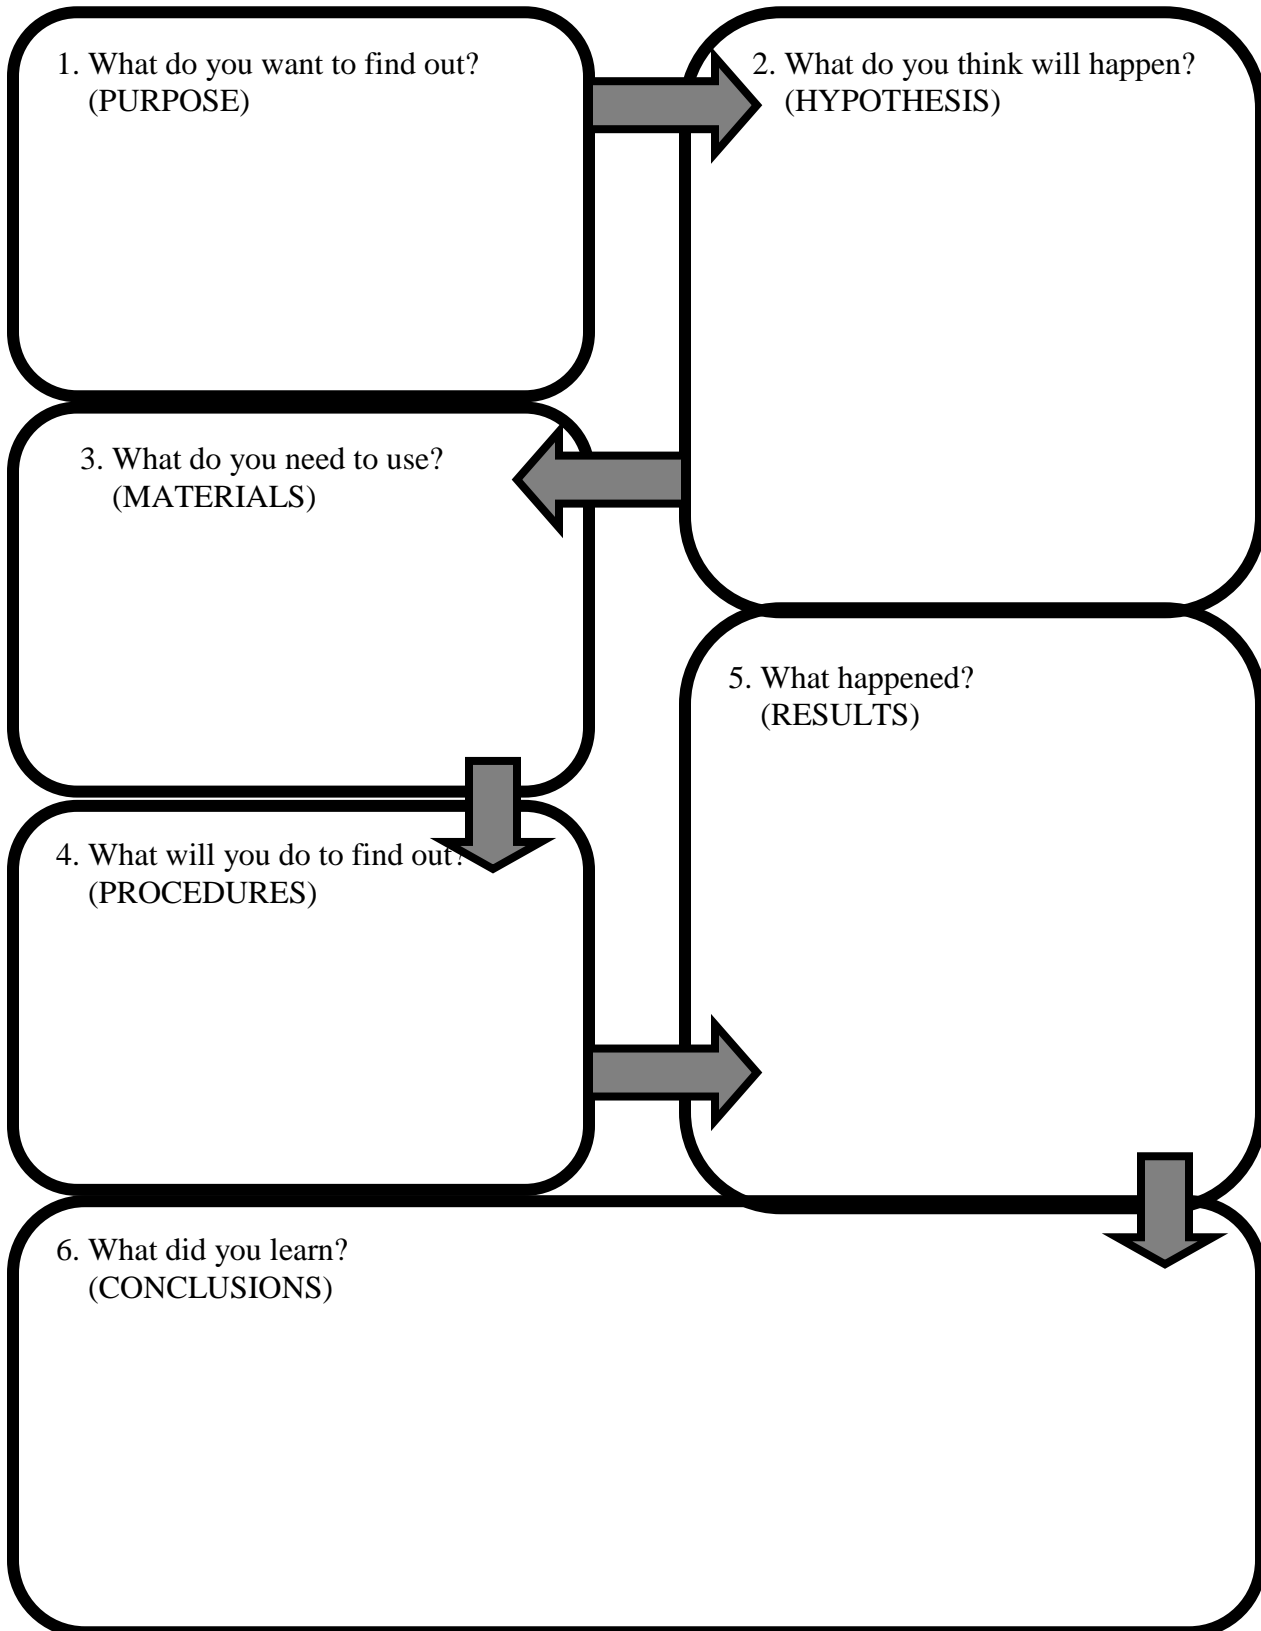 1. What do you want to find out?
(PURPOSE)
2. What do you think will happen?
(HYPOTHESIS)
3. What do you need to use?
(MATERIALS)
4. What will you do to find out?
(PROCEDURES)
5. What happened?
(RESULTS)
6. What did you learn?
(CONCLUSIONS)